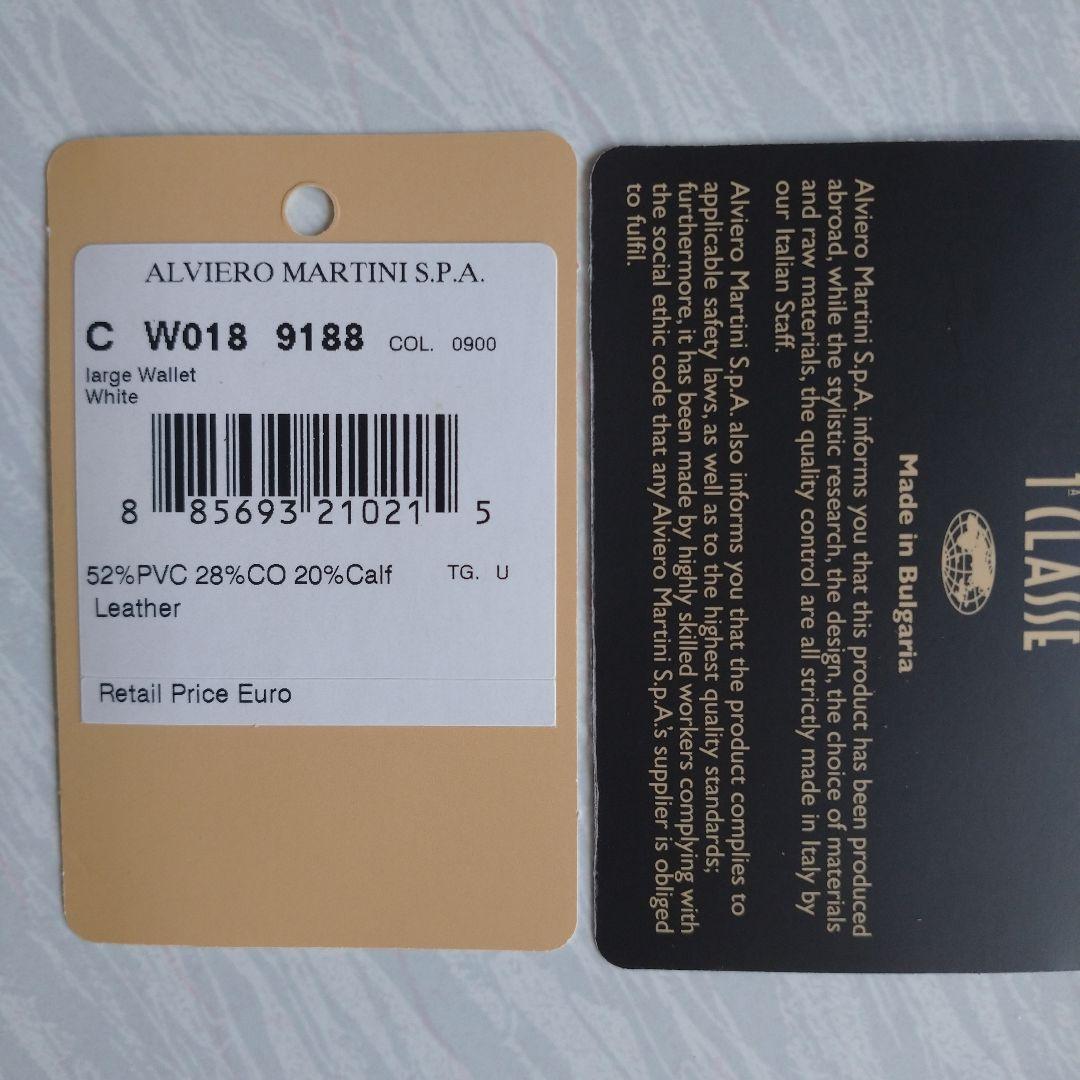 ALVIERO MARTINI S.P.A.
C W018 9188 COL. 0900
large Wallet
White
8 85693 21021 5
52%PVC 28%CO 20%Calf TG. U
Leather
Retail Price Euro
1A CLASSE
Made in Bulgaria
Alviero Martini S.p.A. informs you that this product has been produced
abroad, while the stylistic research, the design, the choice of materials
and raw materials, the quality control are all strictly made in Italy by
our Italian Staff.
Alviero Martini S.p.A. also informs you that the product complies to
applicable safety laws, as well as to the highest quality standards;
furthermore, it has been made by highly skilled workers complying with
the social ethic code that any Alviero Martini S.p.A.'s supplier is obliged
to fulfil.